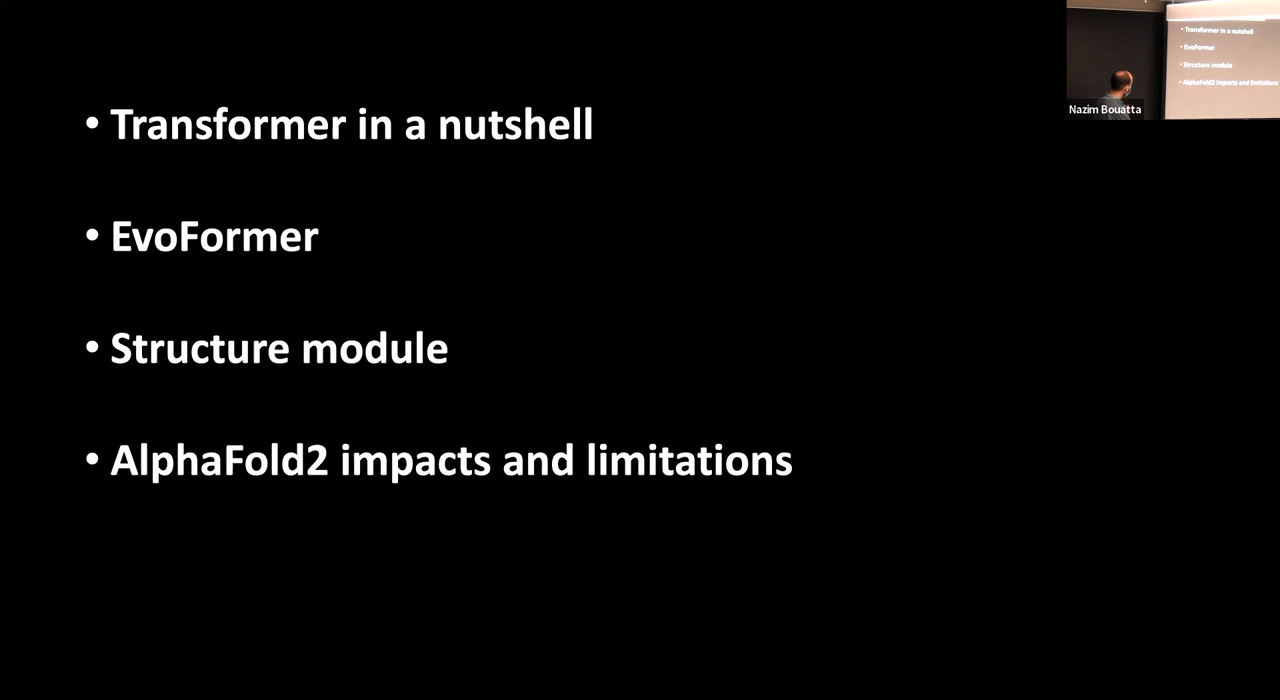 • Transformer in a nutshell
• EvoFormer
• Structure module
• AlphaFold2 impacts and limitations
Nazim Bouatta
• Transformer in a nutshell
• EvoFormer
• Structure module
• AlphaFold2 impacts and limitations